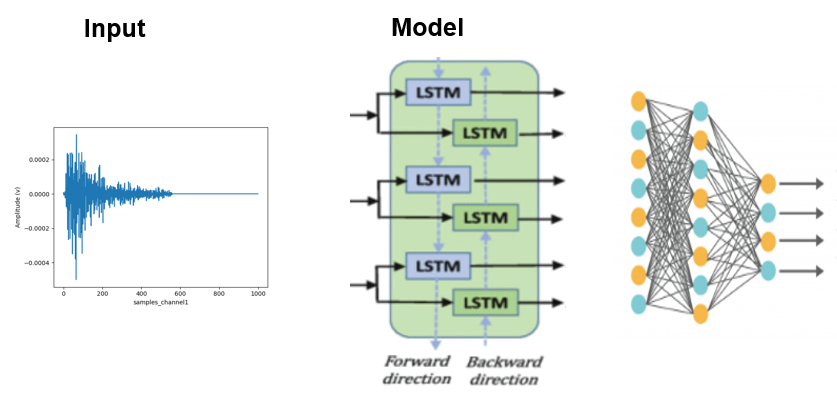 Input
Model
LSTM
LSTM
LSTM
LSTM
LSTM
LSTM
Forward
direction
Backward
direction
Amplitude (v)
0.0002
0.0000
−0.0002
−0.0004
0
200
400
600
800
1000
samples_channel1